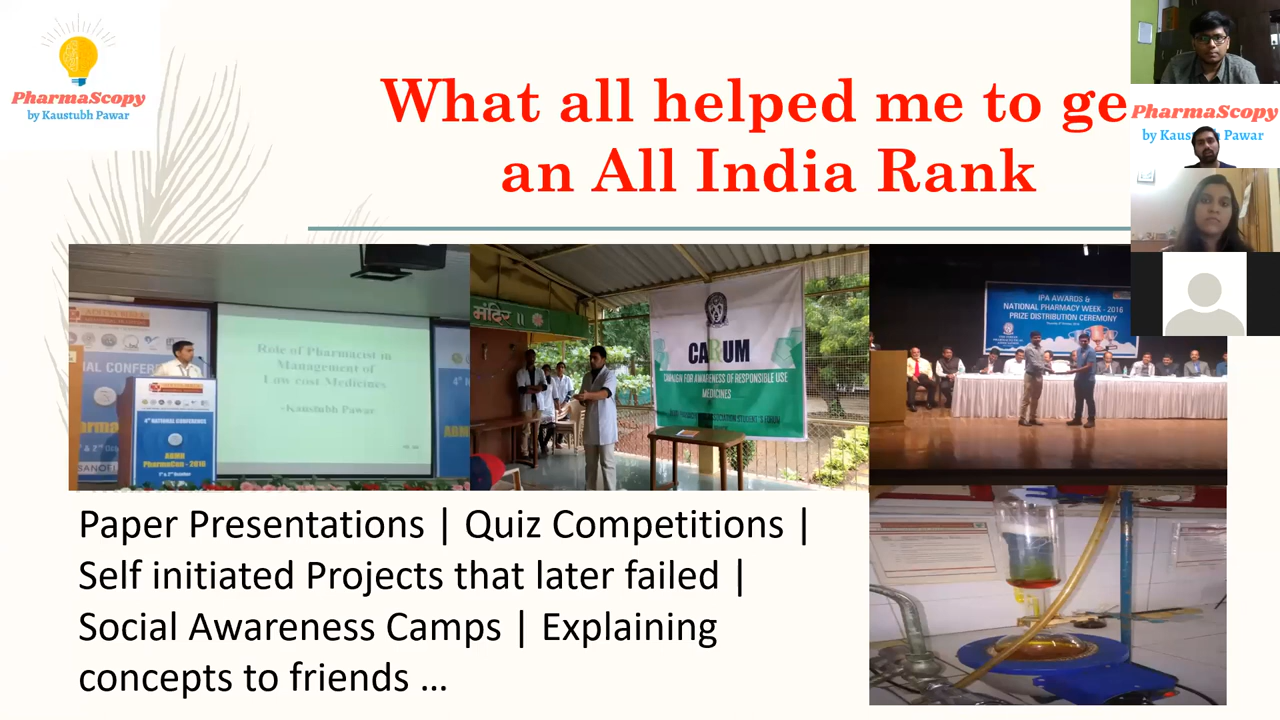 PharmaScopy
by Kaustubh Pawar
What all helped me to ge
an All India Rank
PharmaScopy
by Kaus h Pawar
Role of Pharmacist in
Management of
Low cost Medicines
-Kaustubh Pawar
4th NATIONAL CONFERENCE
ABMH
PharmaCon - 2016
मंदिर ॥
CARUM
CAMPAIGN FOR AWARENESS OF RESPONSIBLE USE
MEDICINES
IPA AWARDS &
NATIONAL PHARMACY WEEK - 2016
PRIZE DISTRIBUTION CEREMONY
Paper Presentations | Quiz Competitions |
Self initiated Projects that later failed |
Social Awareness Camps | Explaining
concepts to friends ...